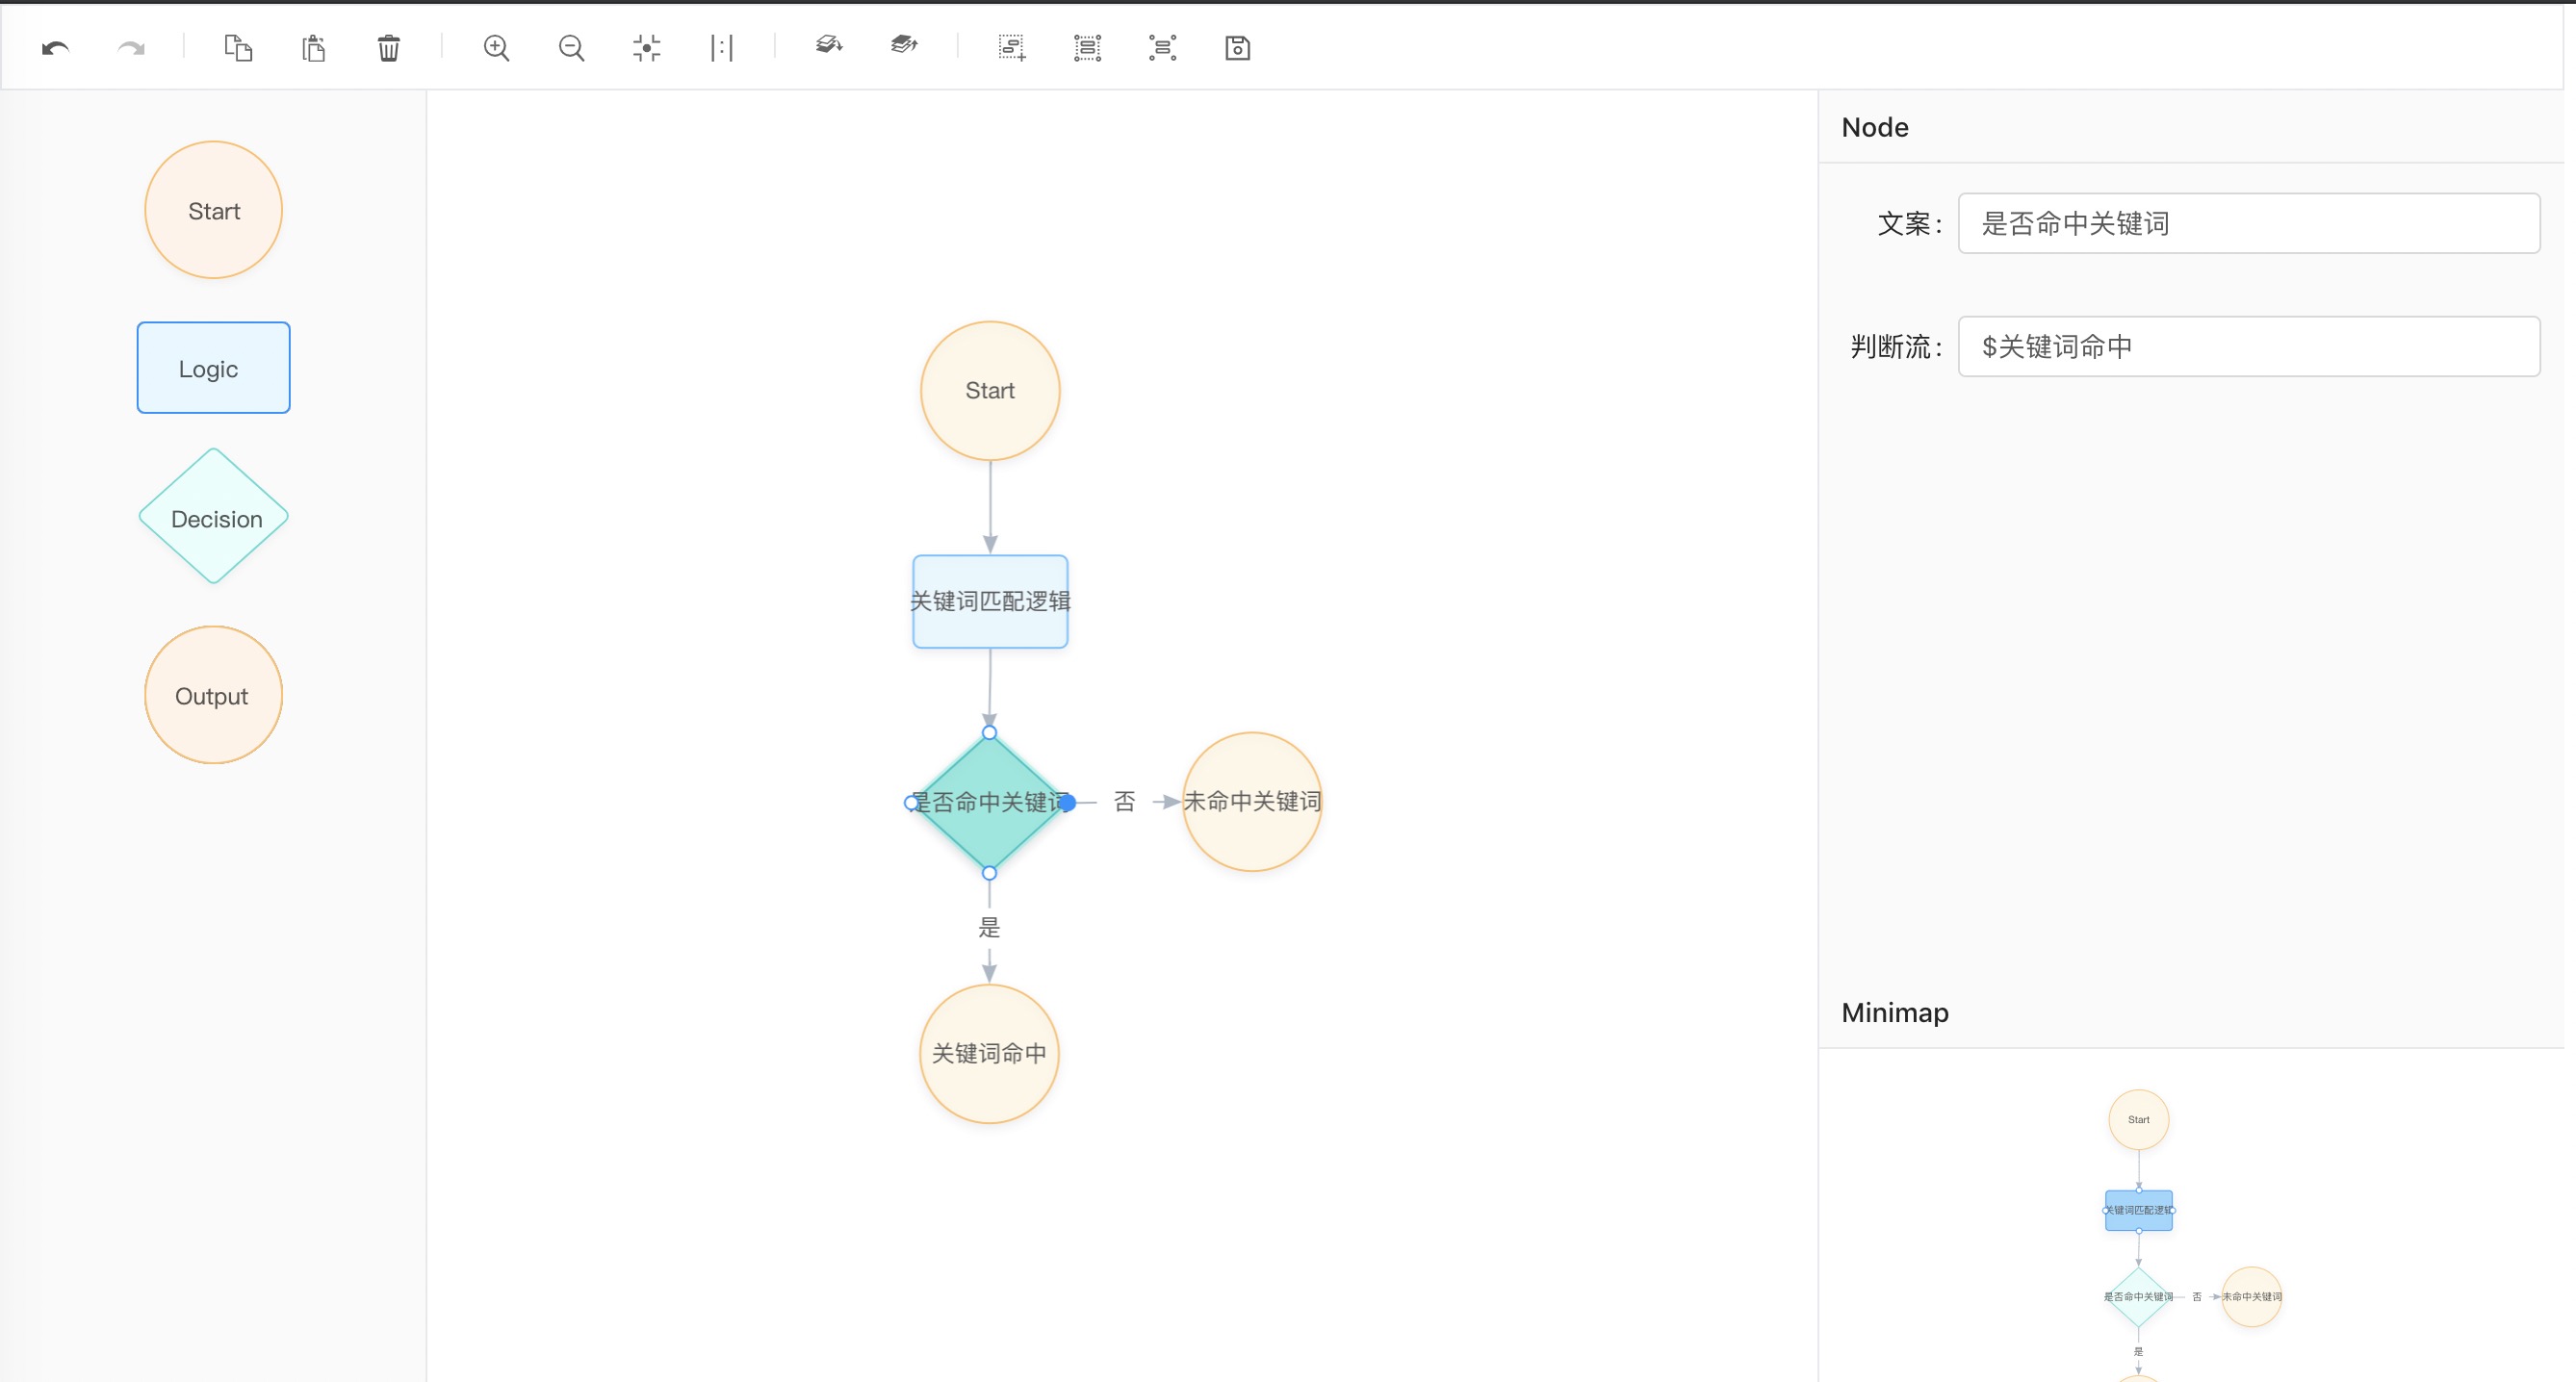 Start
Logic
Decision
Output
Start
关键词匹配逻辑
是否命中关键词
否
未命中关键词
是
关键词命中
Node
文案：
是否命中关键词
判断流：
$关键词命中
Minimap
Start
关键词匹配逻辑
是否命中关键词
否
未命中关键词
是